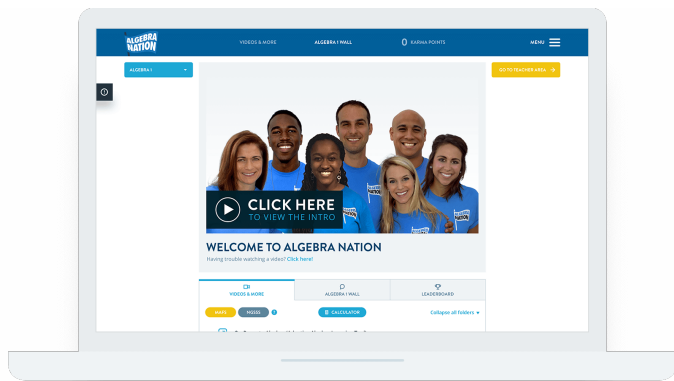 ALGEBRA
NATION
VIDEOS & MORE
ALGEBRA I WALL
0 KARMA POINTS
MENU
ALGEBRA I
GO TO TEACHER AREA
CLICK HERE
TO VIEW THE INTRO
WELCOME TO ALGEBRA NATION
Having trouble watching a video? Click here!
VIDEOS & MORE
ALGEBRA I WALL
LEADERBOARD
MAFS
NGSSS
CALCULATOR
Collapse all folders